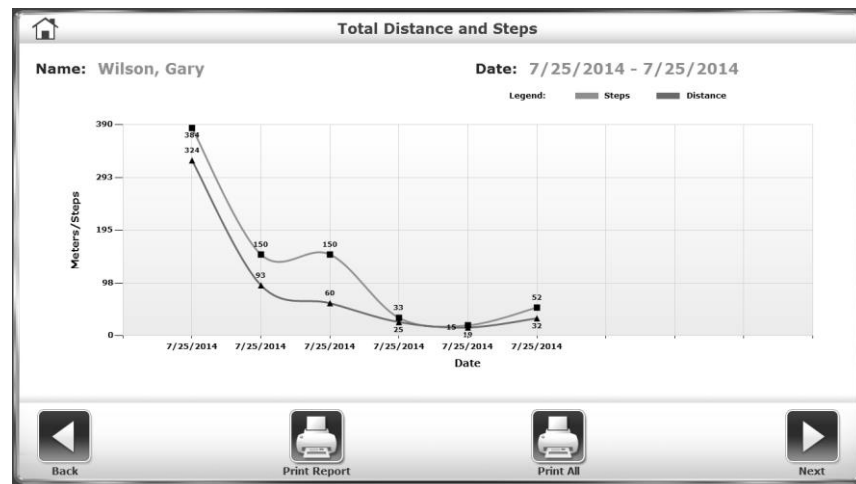 Total Distance and Steps
Name: Wilson, Gary
Date: 7/25/2014 - 7/25/2014
Legend: Steps Distance
390
384
324
293
Meters/Steps
195
150
150
98
93
60
33
25
15
19
52
32
0
7/25/2014 7/25/2014 7/25/2014 7/25/2014 7/25/2014 7/25/2014
Date
Back
Print Report
Print All
Next